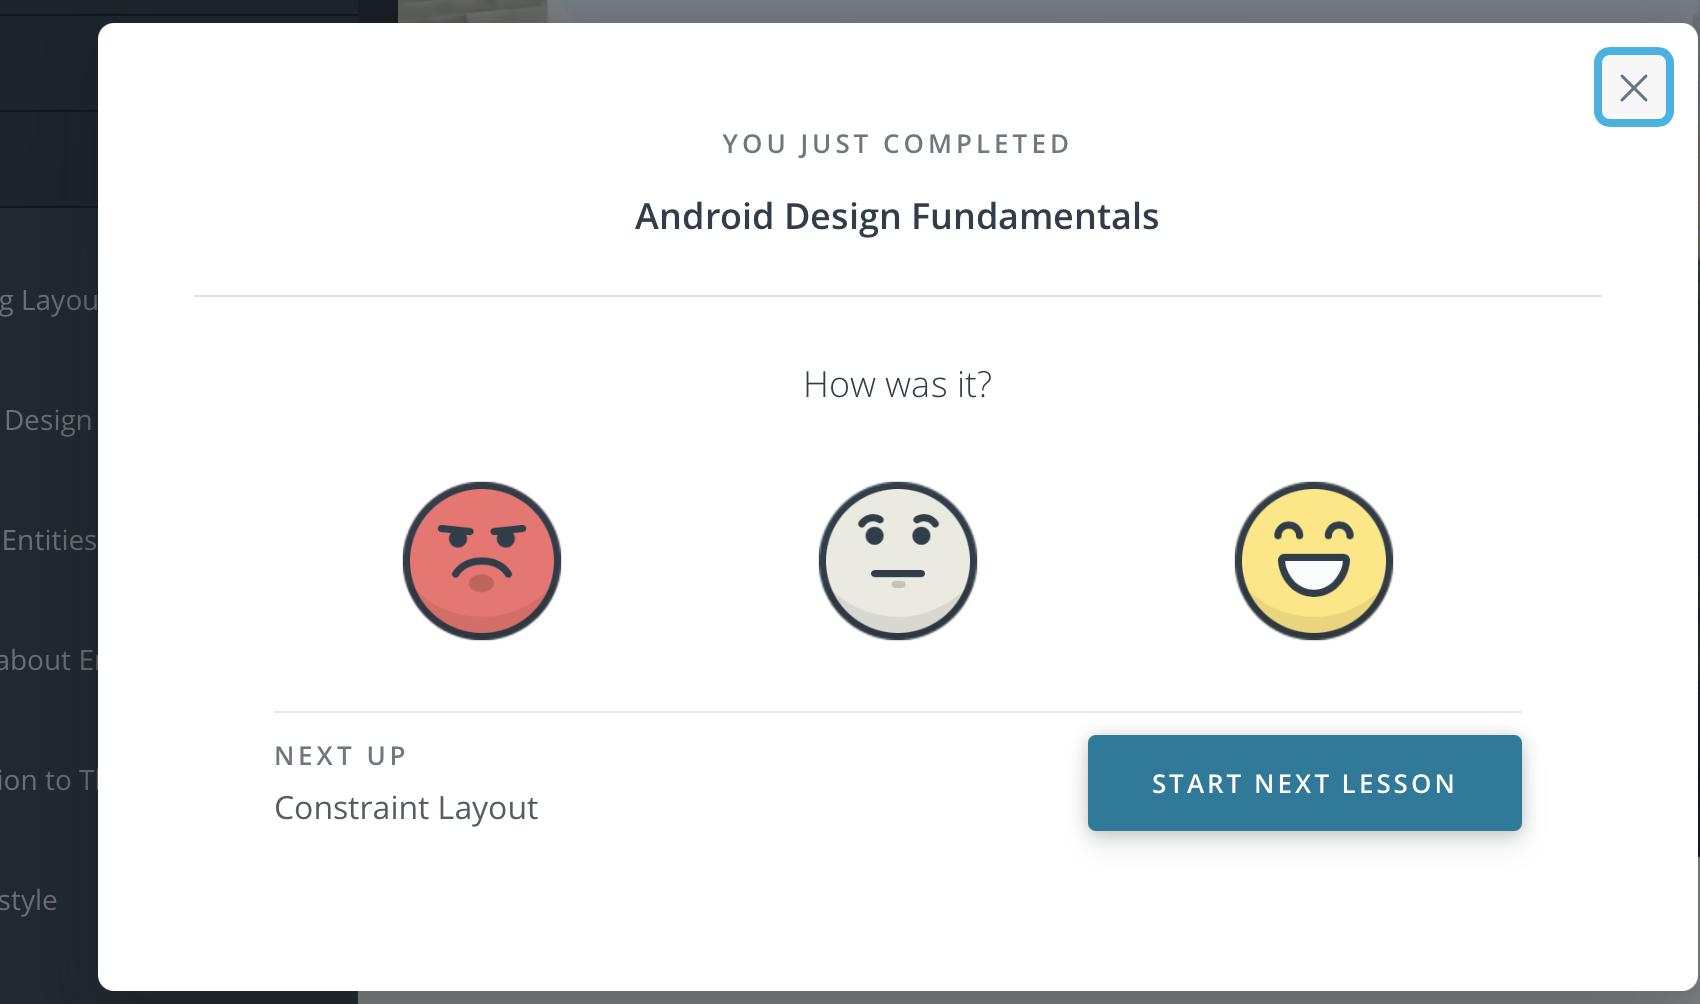 YOU JUST COMPLETED
Android Design Fundamentals
How was it?
NEXT UP
Constraint Layout
START NEXT LESSON
g Layou
Design
Entities
about E
ion to T
style